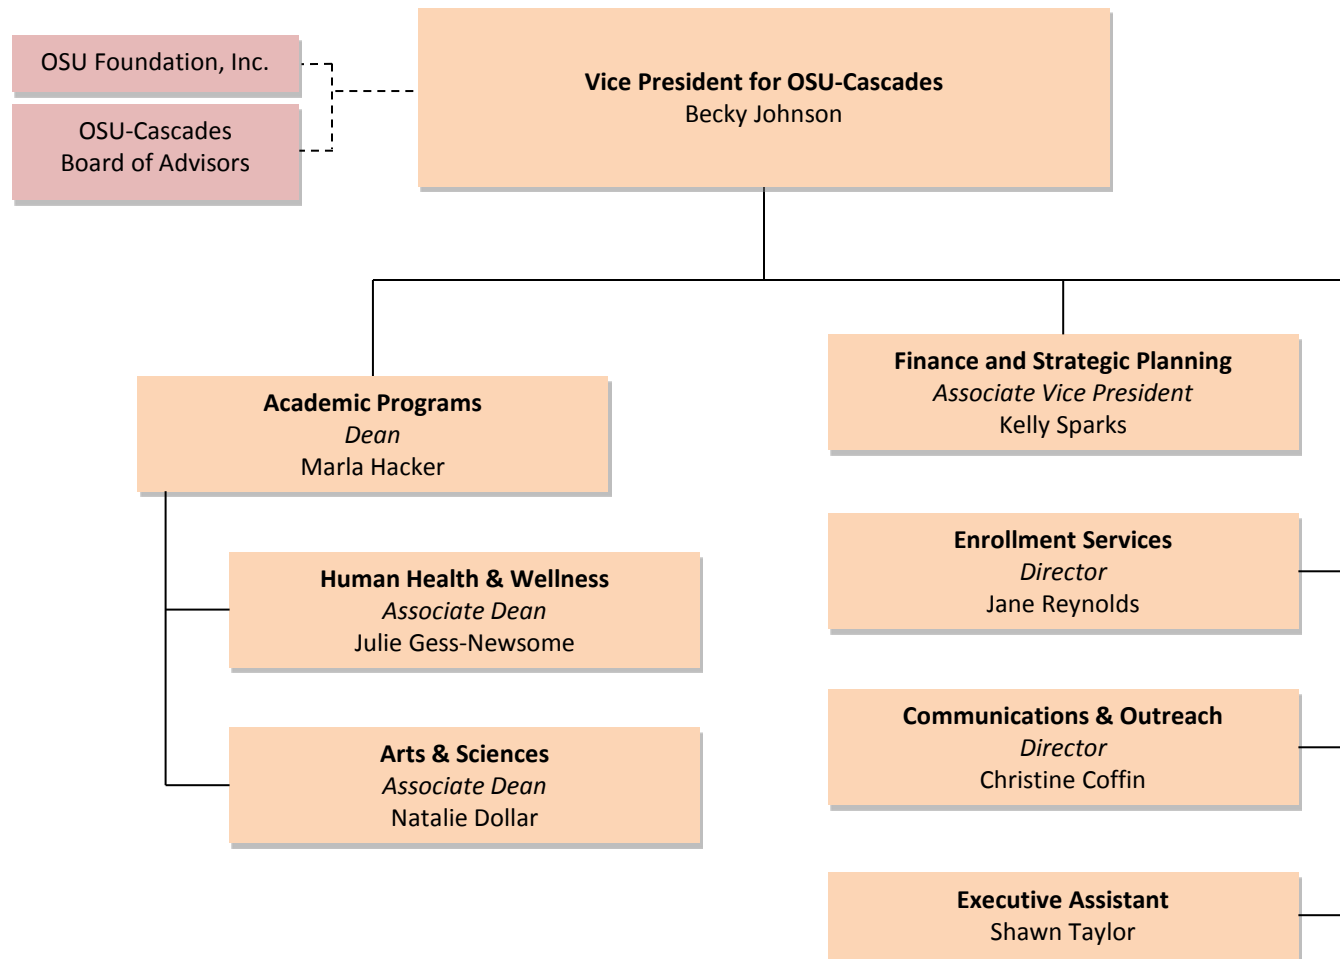 OSU Foundation, Inc.
OSU-Cascades
Board of Advisors
Vice President for OSU-Cascades
Becky Johnson
Academic Programs
Dean
Marla Hacker
Human Health & Wellness
Associate Dean
Julie Gess-Newsome
Arts & Sciences
Associate Dean
Natalie Dollar
Finance and Strategic Planning
Associate Vice President
Kelly Sparks
Enrollment Services
Director
Jane Reynolds
Communications & Outreach
Director
Christine Coffin
Executive Assistant
Shawn Taylor